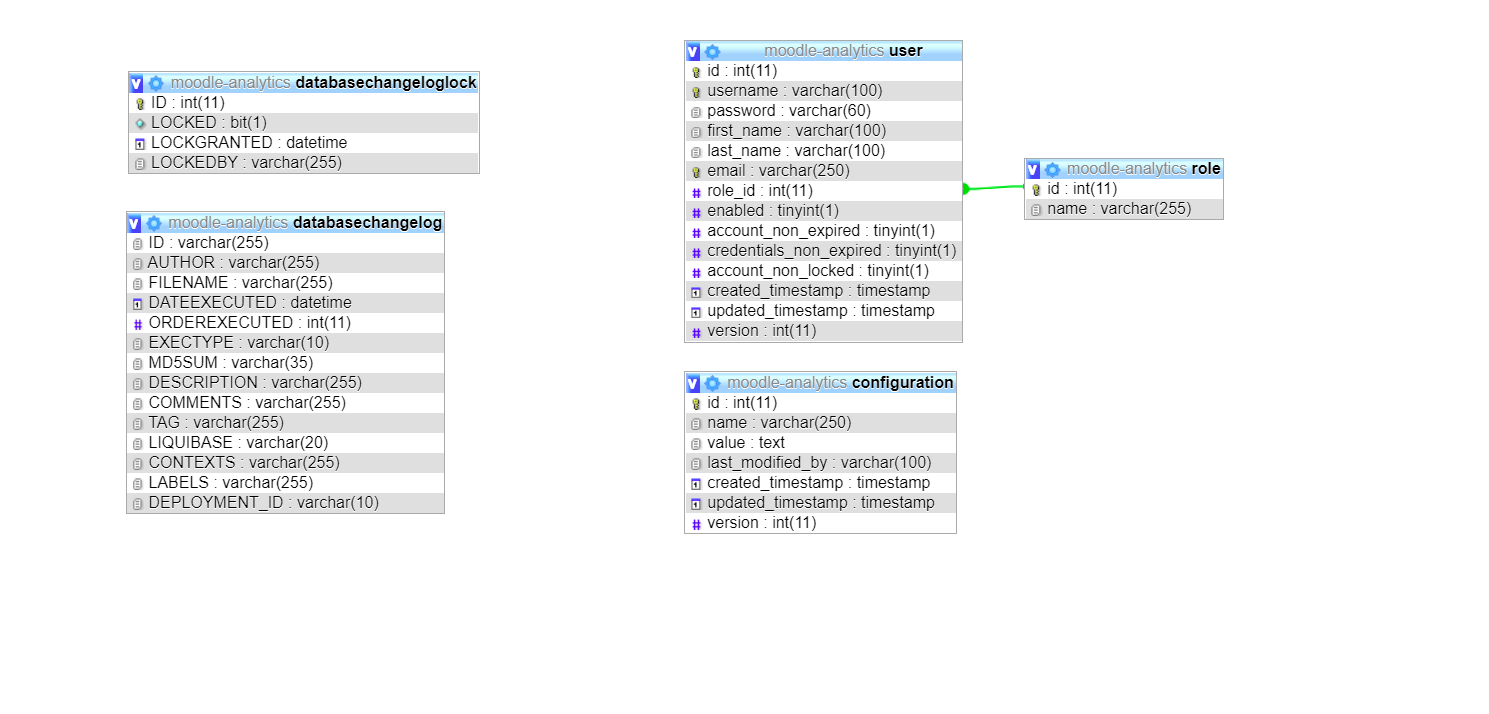 moodle-analytics databasechangeloglock
ID : int(11)
LOCKED : bit(1)
LOCKGRANTED : datetime
LOCKEDBY : varchar(255)
moodle-analytics databasechangelog
ID : varchar(255)
AUTHOR : varchar(255)
FILENAME : varchar(255)
DATEEXECUTED : datetime
ORDEREXECUTED : int(11)
EXECTYPE : varchar(10)
MD5SUM : varchar(35)
DESCRIPTION : varchar(255)
COMMENTS : varchar(255)
TAG : varchar(255)
LIQUIBASE : varchar(20)
CONTEXTS : varchar(255)
LABELS : varchar(255)
DEPLOYMENT_ID : varchar(10)
moodle-analytics user
id : int(11)
username : varchar(100)
password : varchar(60)
first_name : varchar(100)
last_name : varchar(100)
email : varchar(250)
role_id : int(11)
enabled : tinyint(1)
account_non_expired : tinyint(1)
credentials_non_expired : tinyint(1)
account_non_locked : tinyint(1)
created_timestamp : timestamp
updated_timestamp : timestamp
version : int(11)
moodle-analytics configuration
id : int(11)
name : varchar(250)
value : text
last_modified_by : varchar(100)
created_timestamp : timestamp
updated_timestamp : timestamp
version : int(11)
moodle-analytics role
id : int(11)
name : varchar(255)